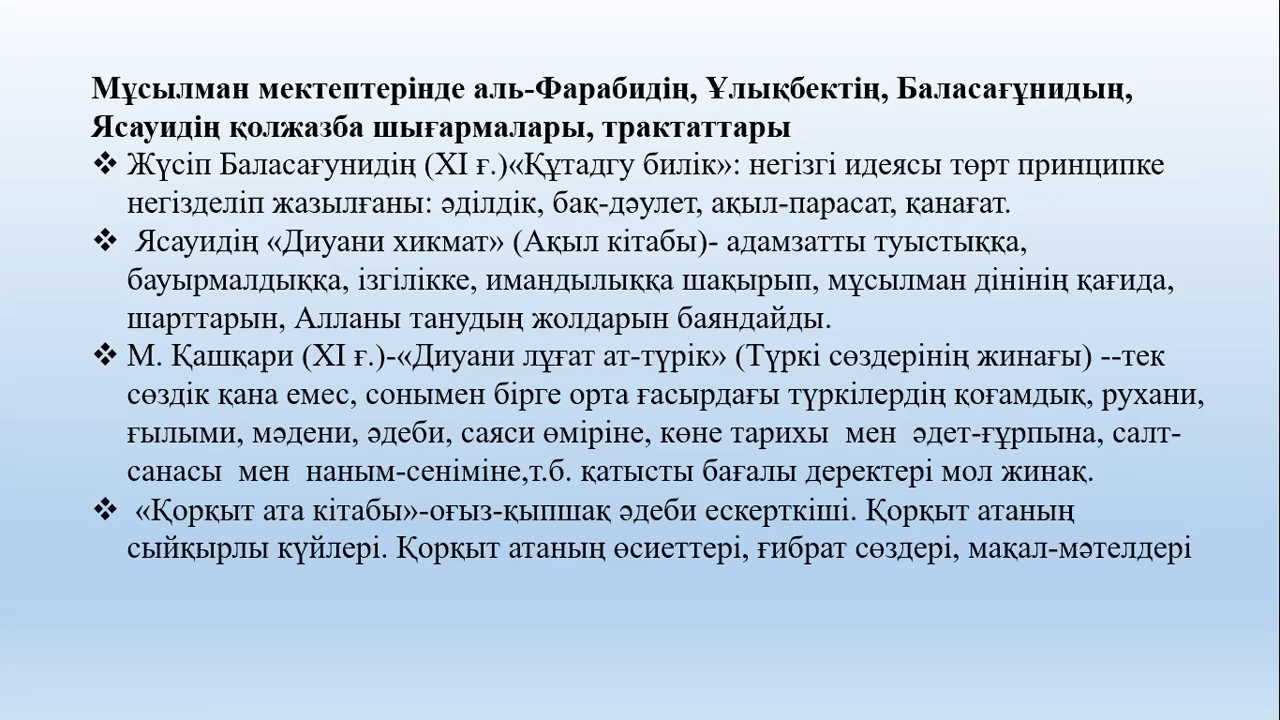 Мұсылман мектептерінде аль-Фарабидің, Ұлықбектің, Баласағұнидың,
Ясауидің қолжазба шығармалары, трактаттары
❖ Жүсіп Баласағунидің (XI ғ.)«Құтадгу билік»: негізгі идеясы төрт принципке
негізделіп жазылғаны: әділдік, бақ-дәулет, ақыл-парасат, қанағат.
❖ Ясауидің «Диуани хикмат» (Ақыл кітабы)- адамзатты туыстыққа,
бауырмалдыққа, ізгілікке, имандылыққа шақырып, мұсылман дінінің қағида,
шарттарын, Алланы танудың жолдарын баяндайды.
❖ М. Қашқари (XI ғ.)-«Диуани лұғат ат-түрік» (Түркі сөздерінің жинағы) --тек
сөздік қана емес, сонымен бірге орта ғасырдағы түркілердің қоғамдық, рухани,
ғылыми, мәдени, әдеби, саяси өміріне, көне тарихы мен әдет-ғұрпына, салт-
санасы мен наным-сеніміне,т.б. қатысты бағалы деректері мол жинақ.
❖ «Қорқыт ата кітабы»-оғыз-қыпшақ әдеби ескерткіші. Қорқыт атаның
сыйқырлы күйлері. Қорқыт атаның өсиеттері, ғибрат сөздері, мақал-мәтелдері